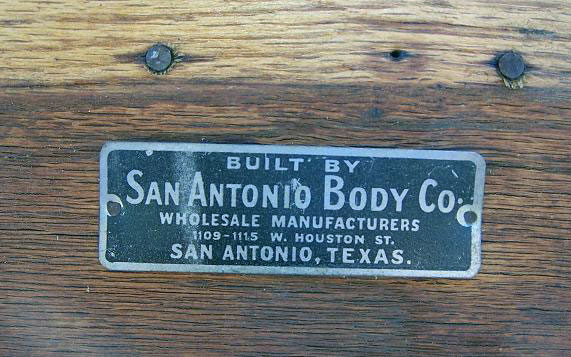 BUILT BY
SAN ANTONIO BODY CO.
WHOLESALE MANUFACTURERS
1109-1115 W. HOUSTON ST.
SAN ANTONIO, TEXAS.